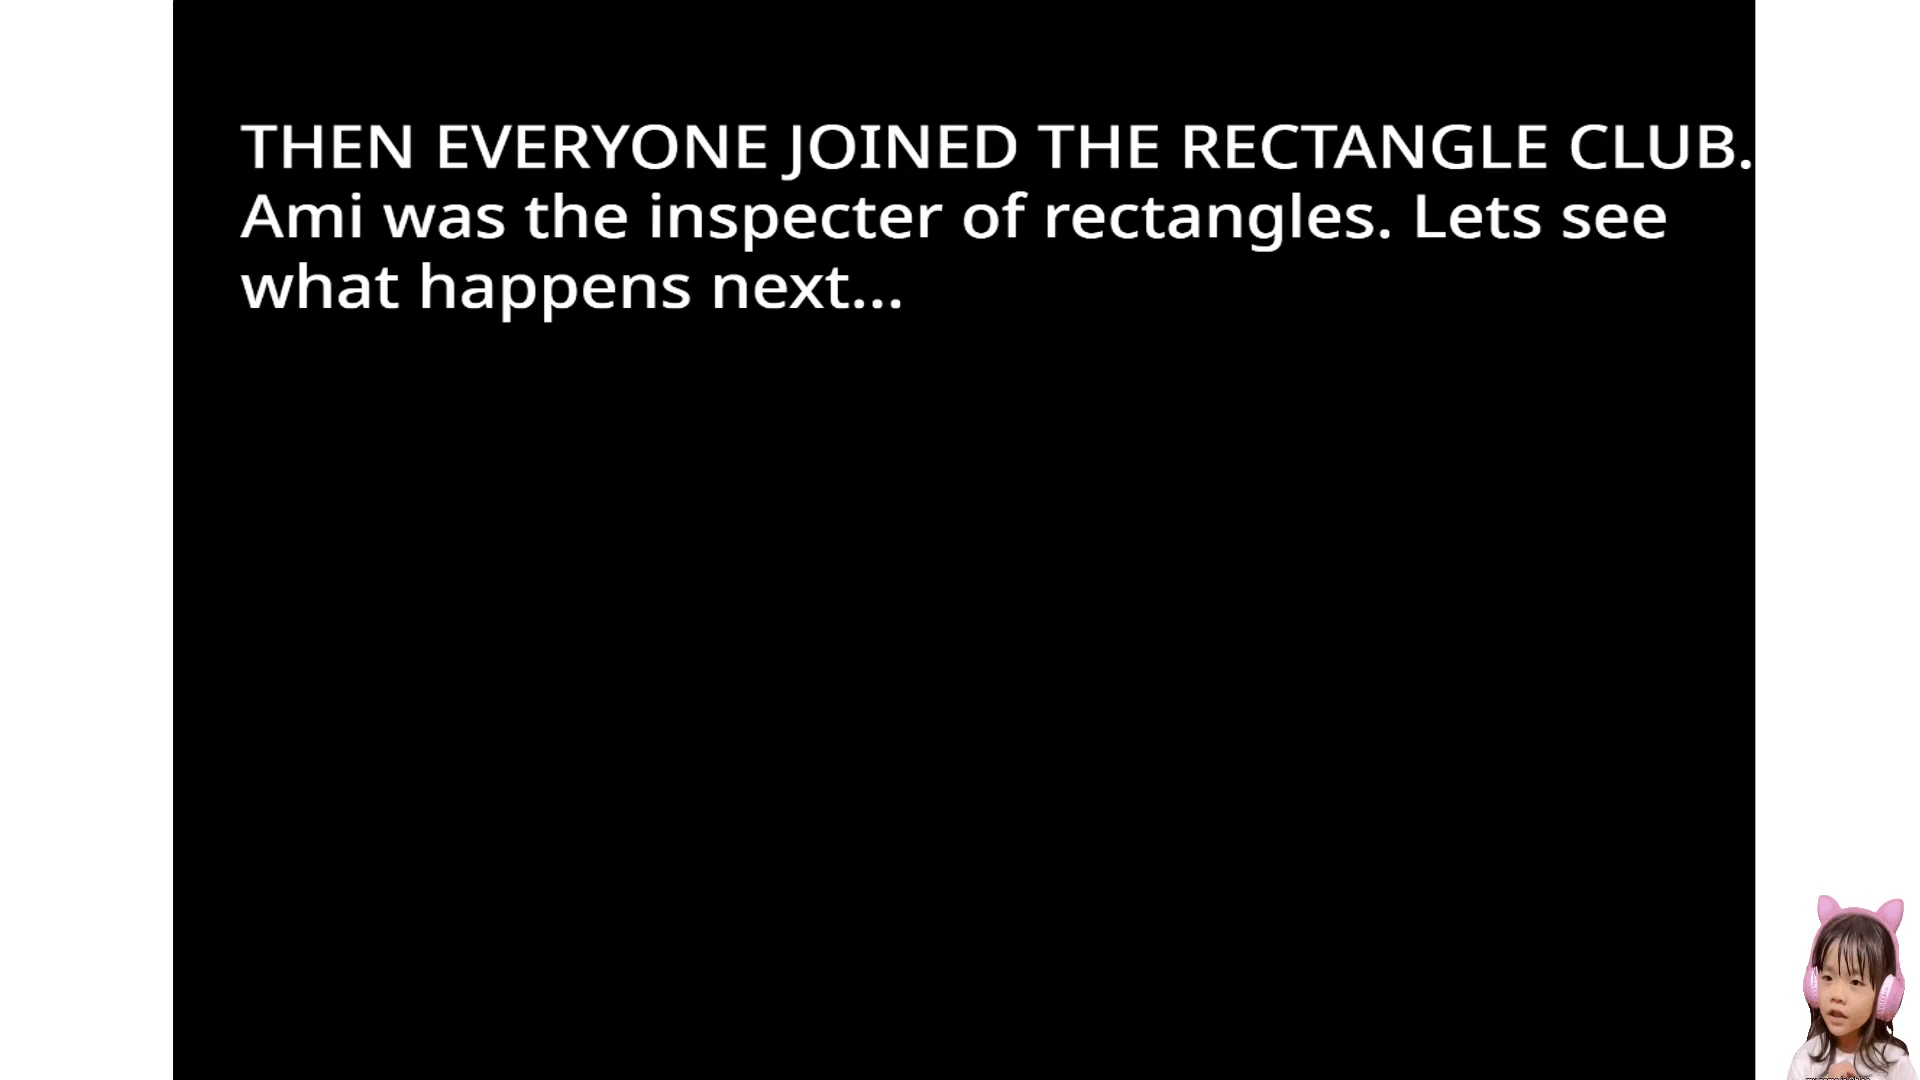 THEN EVERYONE JOINED THE RECTANGLE CLUB.
Ami was the inspecter of rectangles. Lets see
what happens next...